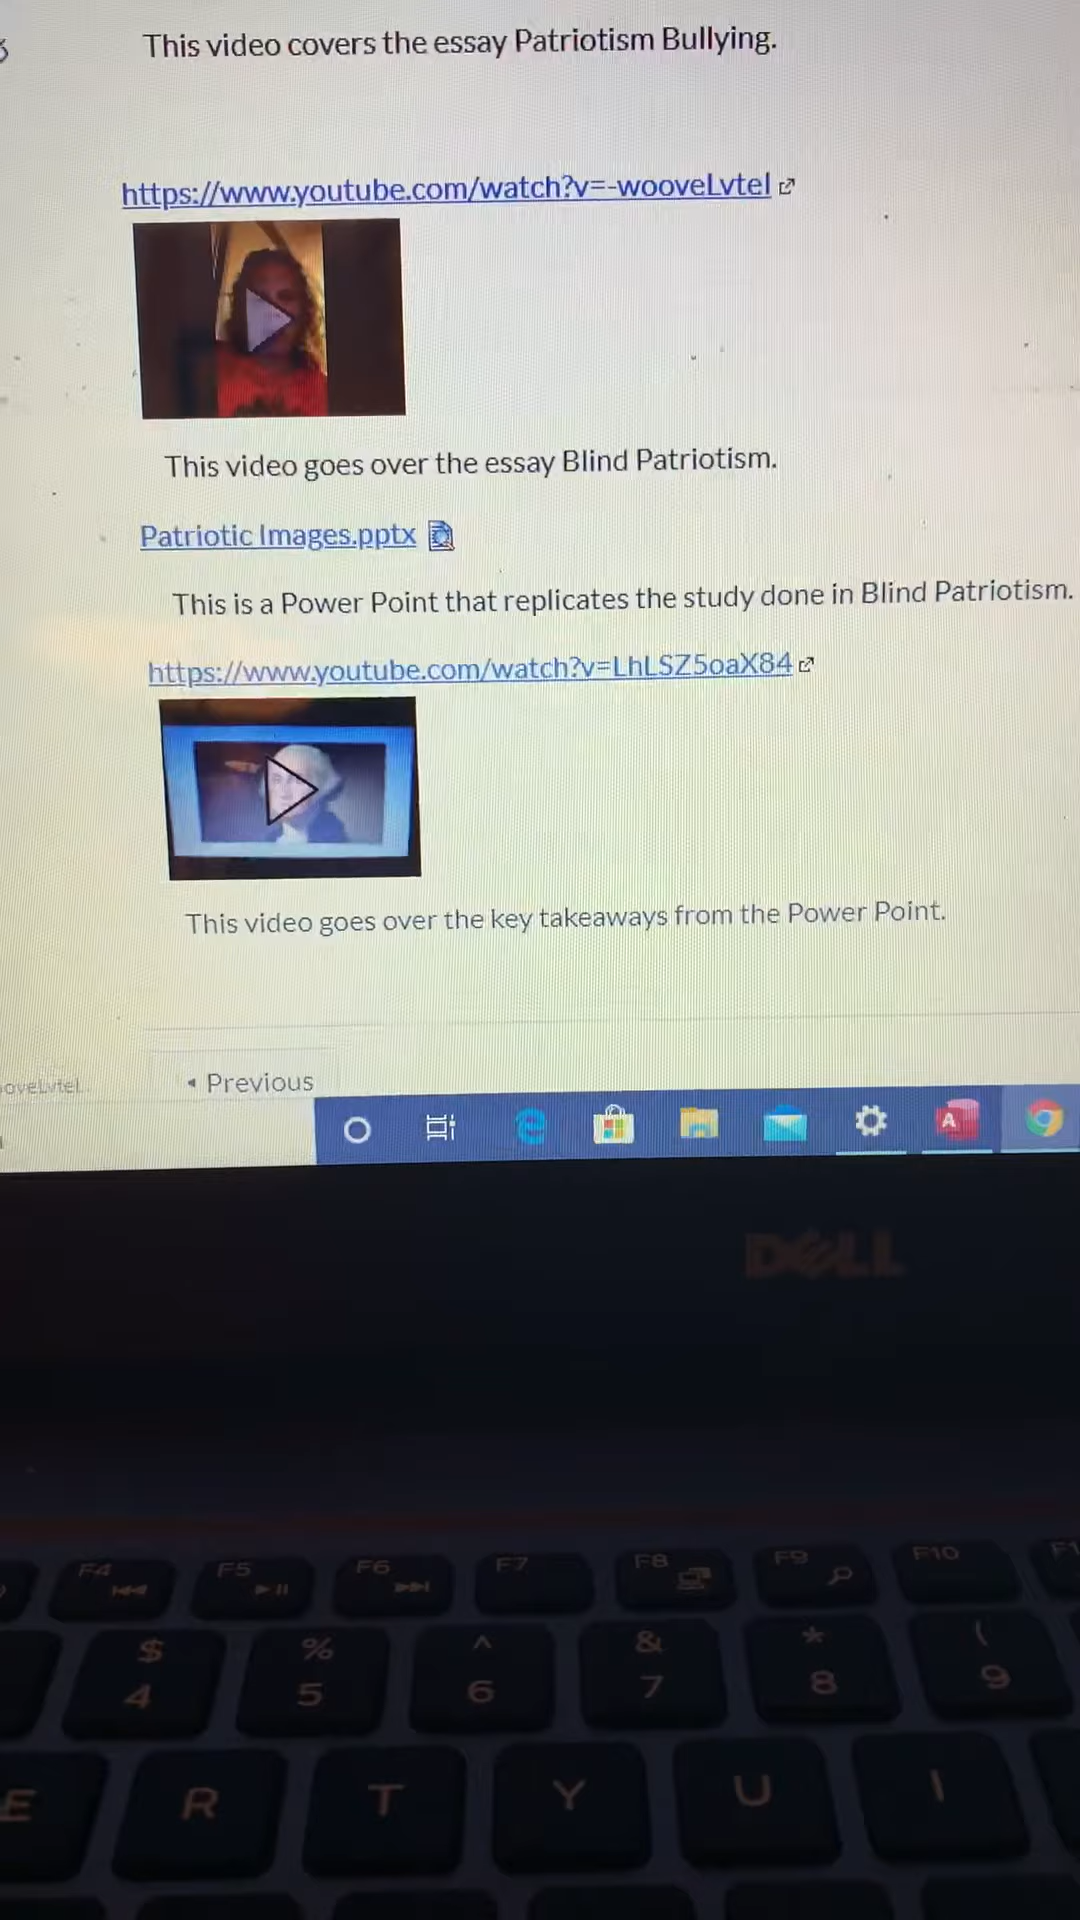 This video covers the essay Patriotism Bullying.
https://www.youtube.com/watch?v=-wooveLvteI
This video goes over the essay Blind Patriotism.
Patriotic Images.pptx
This is a Power Point that replicates the study done in Blind Patriotism.
https://www.youtube.com/watch?v=LhLSZ5oaX84
This video goes over the key takeaways from the Power Point.
Previous
A
DELL
F4 F5 F6 F7 F8 F9 F10
$ % ^ & * (
4 5 6 7 8 9
E R T Y U I